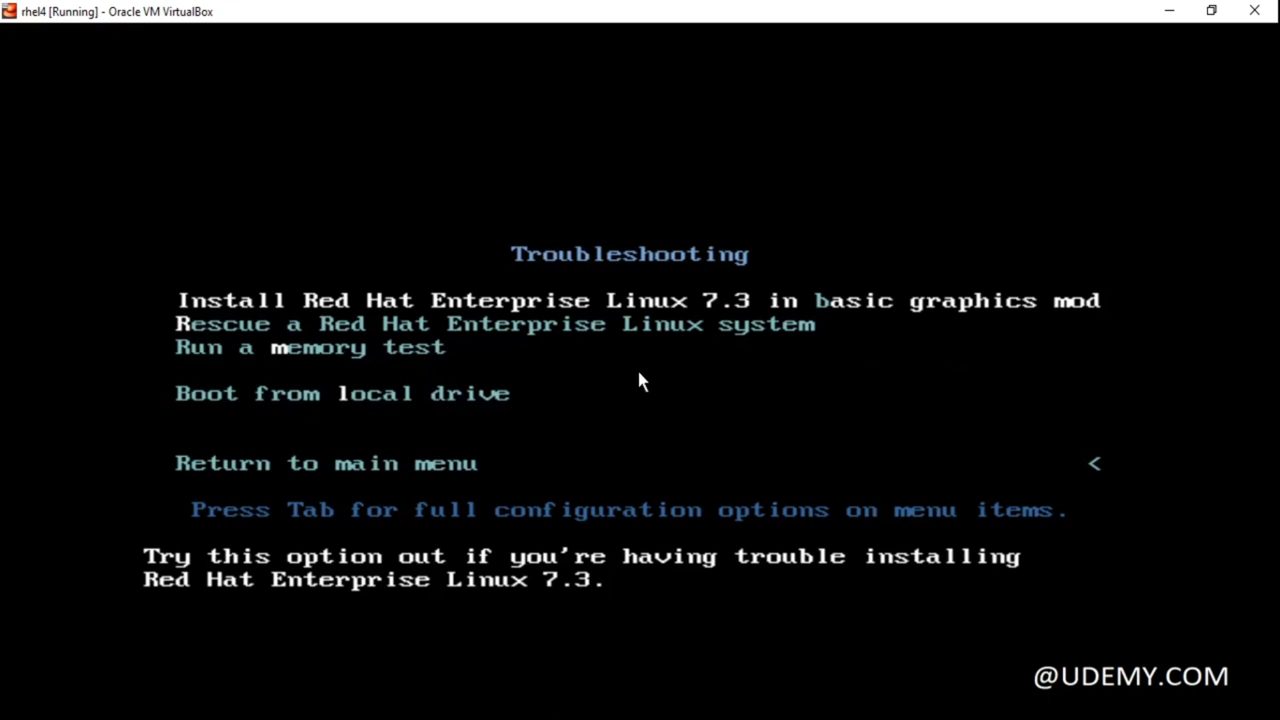 rhel4 [Running] - Oracle VM VirtualBox
Troubleshooting
Install Red Hat Enterprise Linux 7.3 in basic graphics mod
Rescue a Red Hat Enterprise Linux system
Run a memory test
Boot from local drive
Return to main menu <
Press Tab for full configuration options on menu items.
Try this option out if you're having trouble installing
Red Hat Enterprise Linux 7.3.
@UDEMY.COM